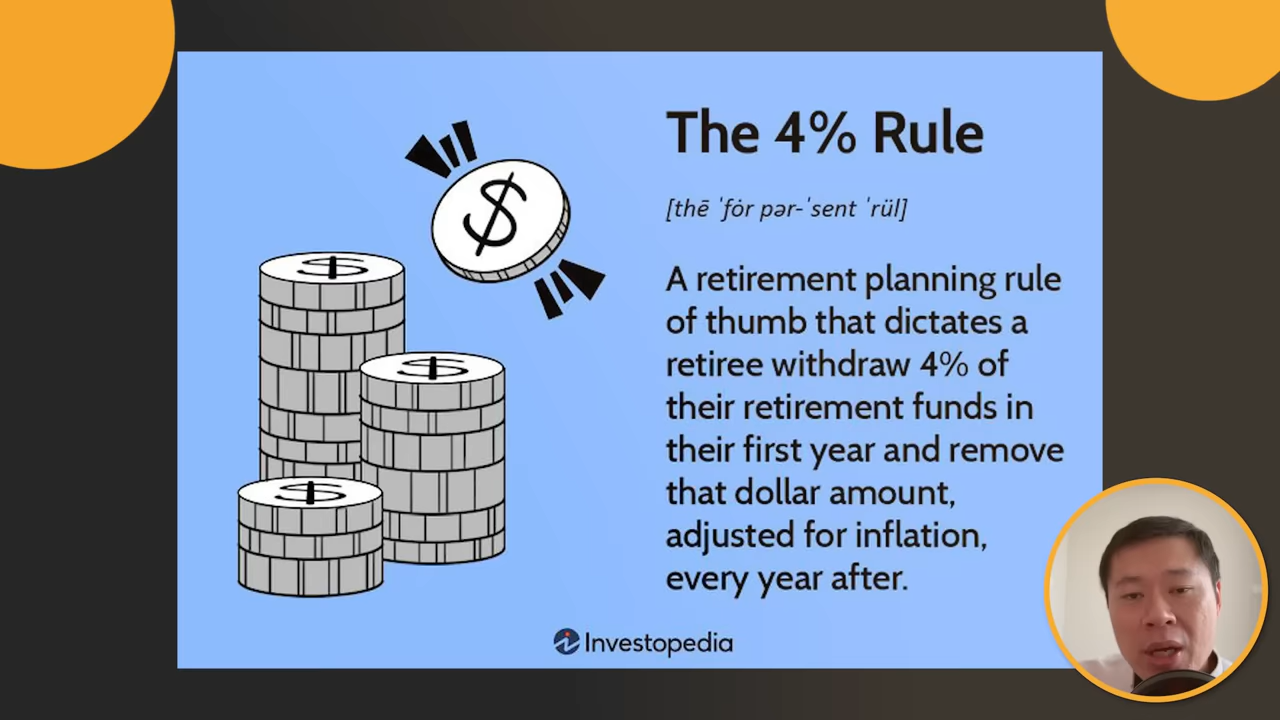 The 4% Rule
[thē ˈfȯr pər-ˈsent ˈrül]
A retirement planning rule
of thumb that dictates a
retiree withdraw 4% of
their retirement funds in
their first year and remove
that dollar amount,
adjusted for inflation,
every year after.
Investopedia